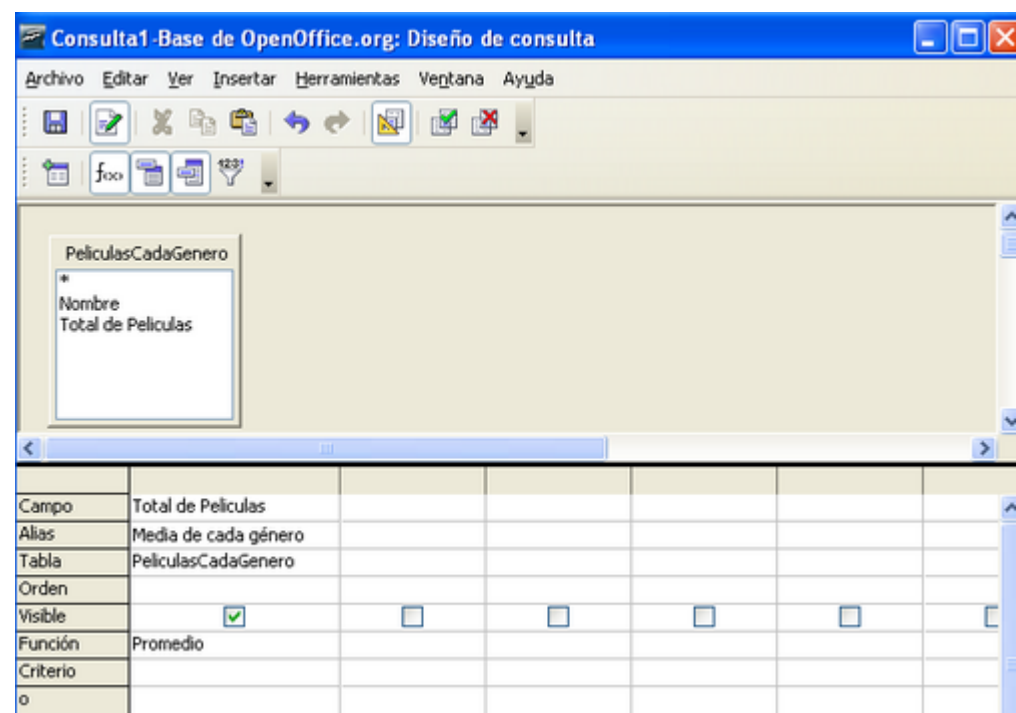 Consulta1-Base de OpenOffice.org: Diseño de consulta
Archivo Editar Ver Insertar Herramientas Ventana Ayuda
f(x) 123!
PeliculasCadaGenero
*
Nombre
Total de Peliculas
Campo Total de Peliculas
Alias Media de cada género
Tabla PeliculasCadaGenero
Orden
Visible
Función Promedio
Criterio
o